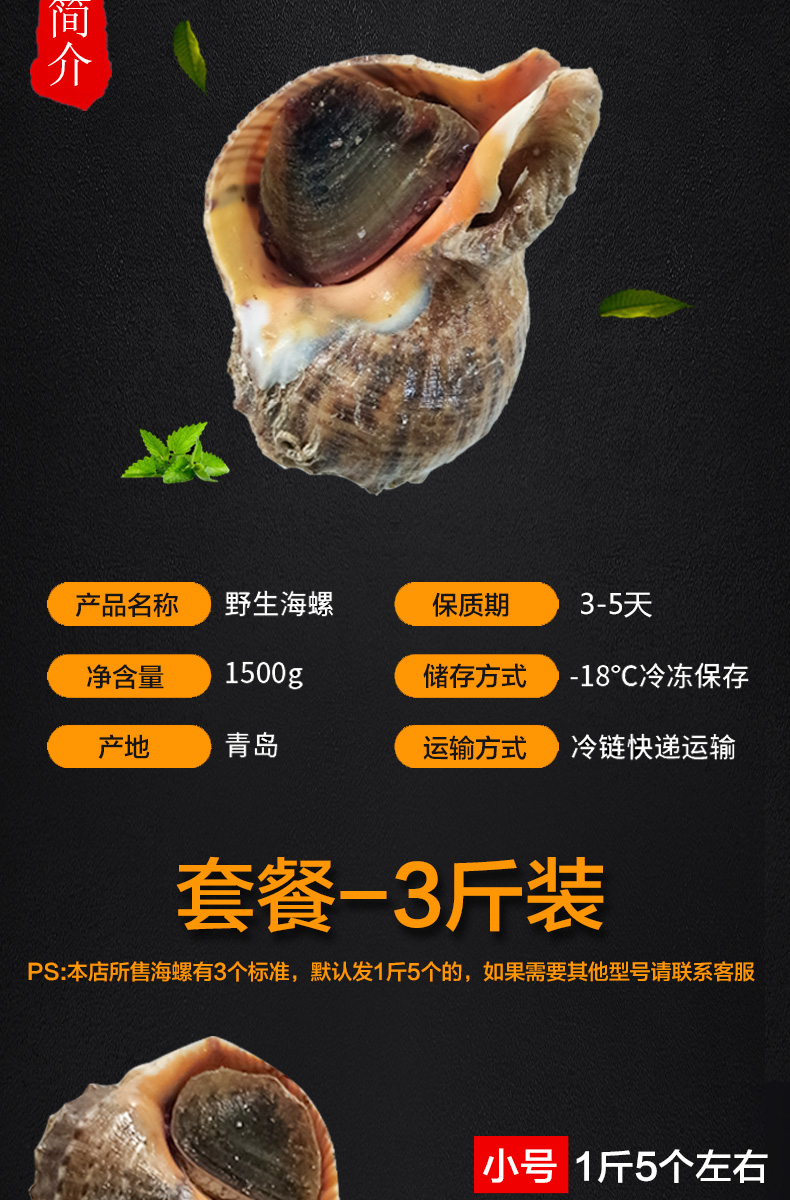 简介
产品名称 野生海螺 保质期 3-5天
净含量 1500g 储存方式 -18℃冷冻保存
产地 青岛 运输方式 冷链快递运输
套餐-3斤装
PS:本店所售海螺有3个标准，默认发1斤5个的，如果需要其他型号请联系客服
小号 1斤5个左右